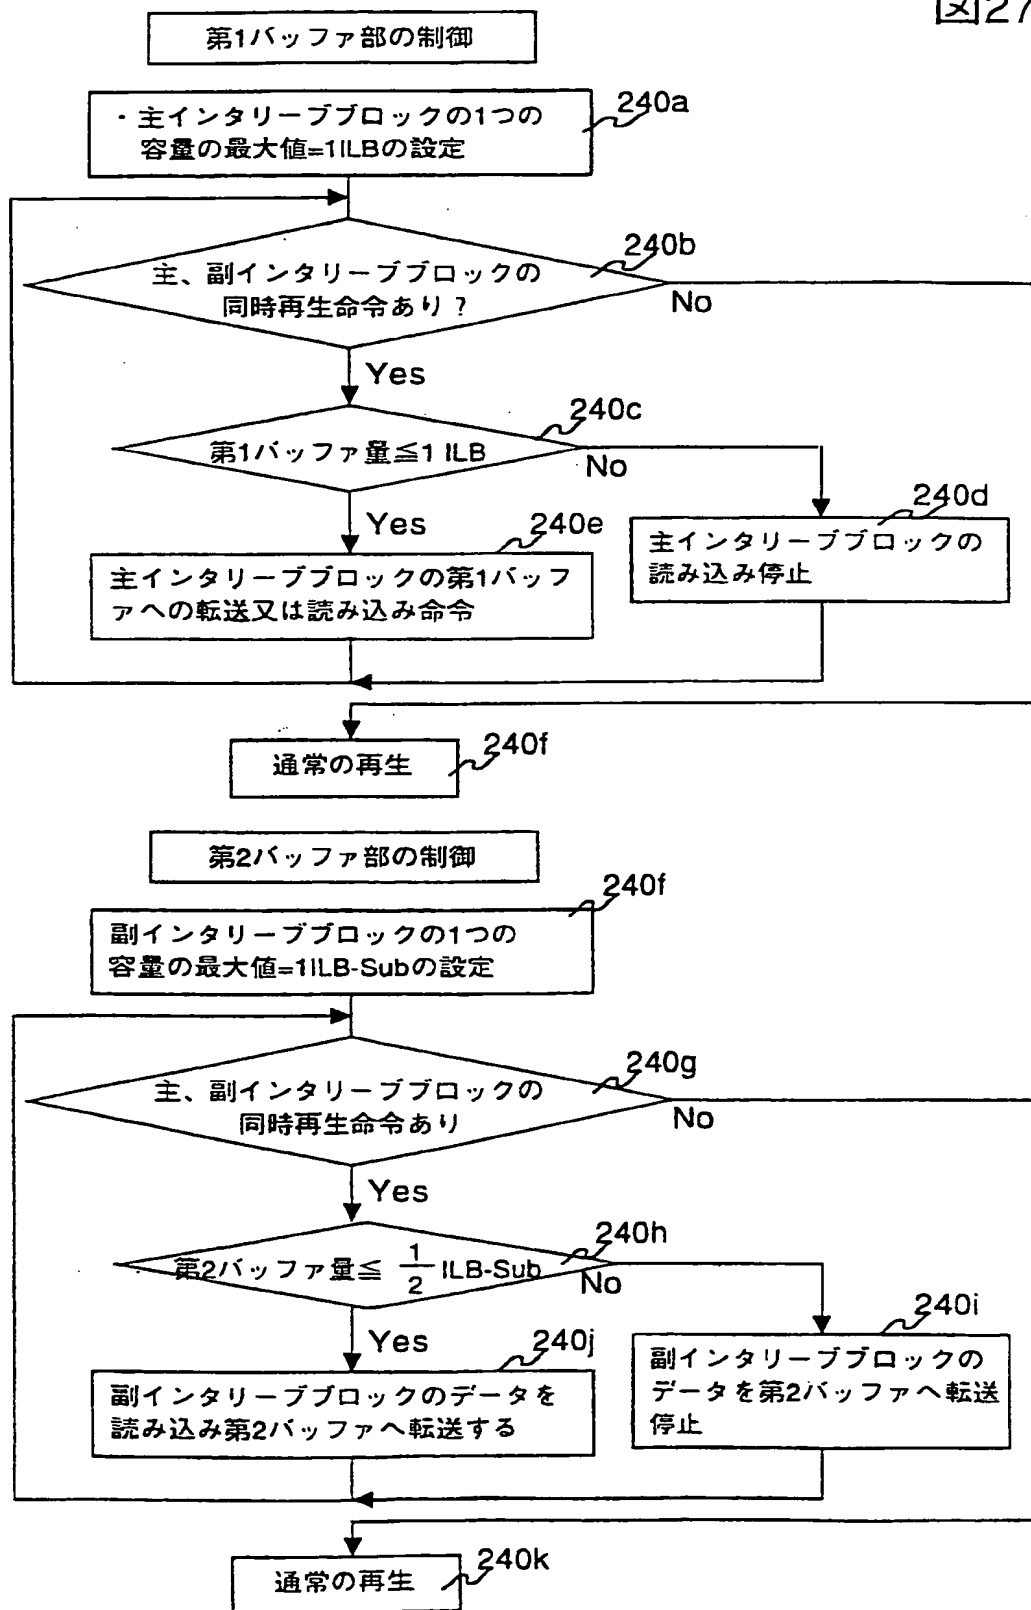 図27
第1バッファ部の制御
240a
・主インタリーブブロックの1つの
容量の最大値=1ILBの設定
240b
主、副インタリーブブロックの
同時再生命令あり?
No
Yes
240c
第1バッファ量≦1 ILB
No
Yes
240d
主インタリーブブロックの
読み込み停止
240e
主インタリーブブロックの第1バッフ
ァへの転送又は読み込み命令
240f
通常の再生
第2バッファ部の制御
240f
副インタリーブブロックの1つの
容量の最大値=1ILB-Subの設定
240g
主、副インタリーブブロックの
同時再生命令あり
No
Yes
240h
第2バッファ量≦ 1/2 ILB-Sub
No
Yes
240i
副インタリーブブロックの
データを第2バッファへ転送
停止
240j
副インタリーブブロックのデータを
読み込み第2バッファへ転送する
240k
通常の再生